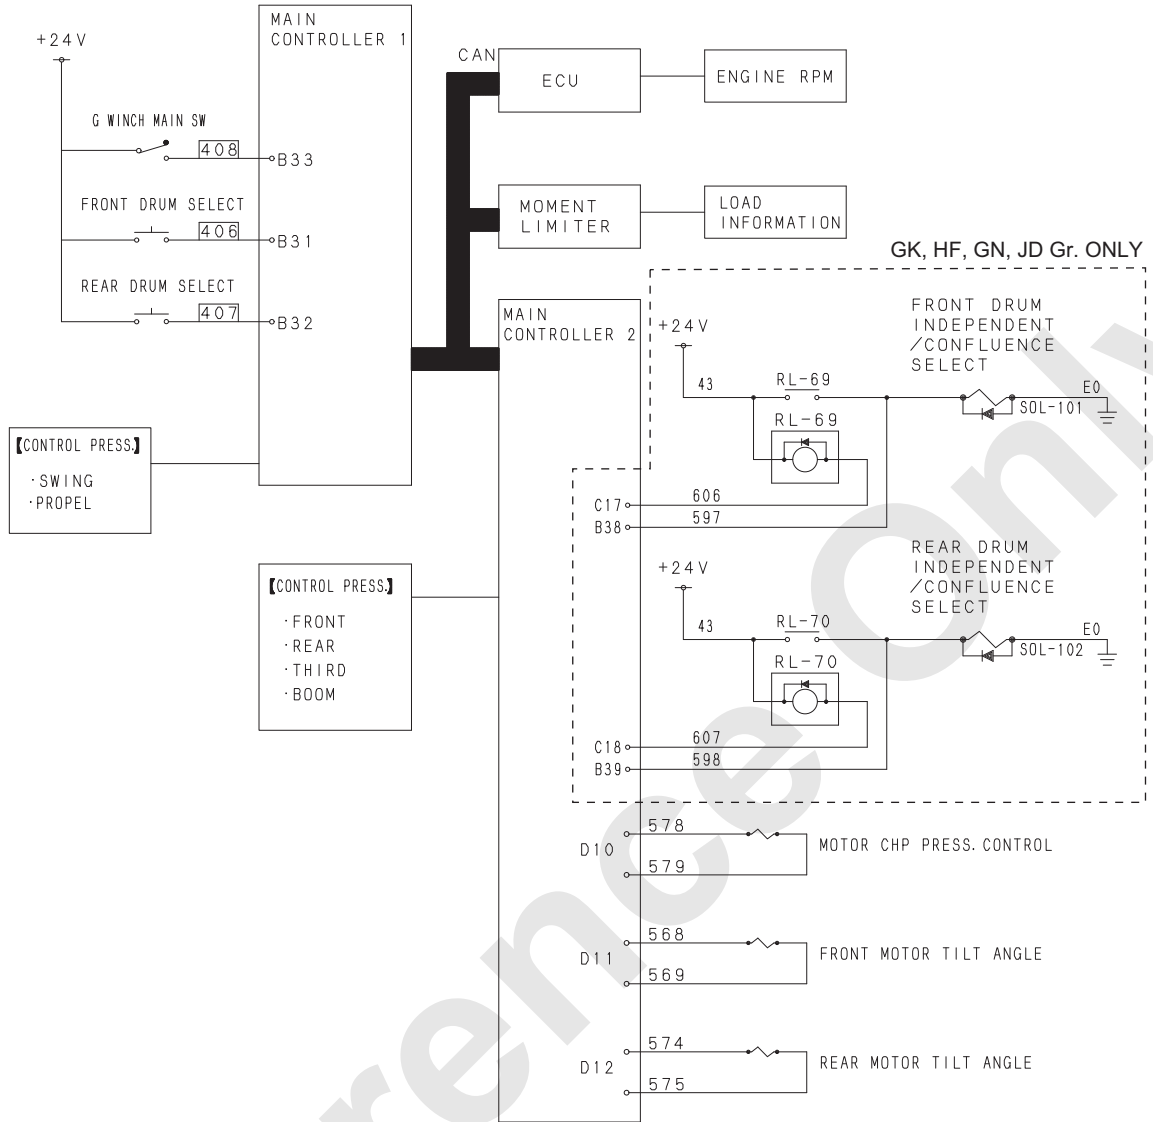 MAIN
CONTROLLER 1
+24V
G WINCH MAIN SW
408
B33
FRONT DRUM SELECT
406
B31
REAR DRUM SELECT
407
B32
【CONTROL PRESS.】
·SWING
·PROPEL
【CONTROL PRESS.】
·FRONT
·REAR
·THIRD
·BOOM
CAN
ECU
ENGINE RPM
MOMENT
LIMITER
LOAD
INFORMATION
GK, HF, GN, JD Gr. ONLY
MAIN
CONTROLLER 2
+24V
43
RL-69
RL-69
FRONT DRUM
INDEPENDENT
/CONFLUENCE
SELECT
E0
SOL-101
C17
606
B38
597
+24V
43
RL-70
RL-70
REAR DRUM
INDEPENDENT
/CONFLUENCE
SELECT
E0
SOL-102
C18
607
B39
598
D10
578
579
MOTOR CHP PRESS. CONTROL
D11
568
569
FRONT MOTOR TILT ANGLE
D12
574
575
REAR MOTOR TILT ANGLE
rence Only